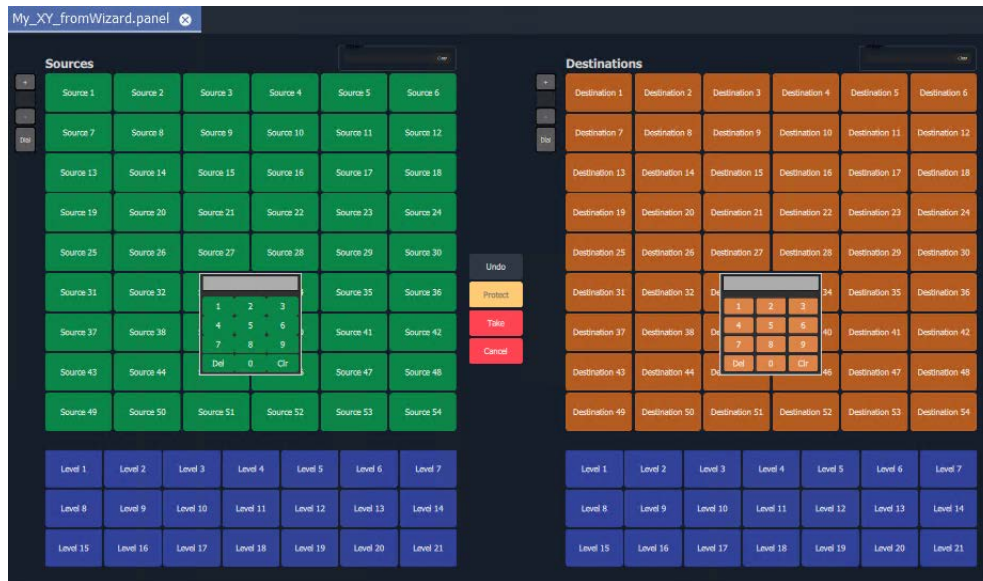 My_XY_fromWizard.panel
Sources Destinations
Source 1 Source 2 Source 3 Source 4 Source 5 Source 6 Destination 1 Destination 2 Destination 3 Destination 4 Destination 5 Destination 6
Source 7 Source 8 Source 9 Source 10 Source 11 Source 12 Destination 7 Destination 8 Destination 9 Destination 10 Destination 11 Destination 12
Source 13 Source 14 Source 15 Source 16 Source 17 Source 18 Destination 13 Destination 14 Destination 15 Destination 16 Destination 17 Destination 18
Source 19 Source 20 Source 21 Source 22 Source 23 Source 24 Destination 19 Destination 20 Destination 21 Destination 22 Destination 23 Destination 24
Source 25 Source 26 Source 27 Source 28 Source 29 Source 30 Destination 25 Destination 26 Destination 27 Destination 28 Destination 29 Destination 30
Undo
Source 31 Source 32 Source 35 Source 36 Protect Destination 31 Destination 32 De 34 Destination 35 Destination 36
1 2 3 1 2 3
Source 37 Source 38 4 5 6 Source 41 Source 42 Take Destination 37 Destination 38 4 5 6 40 Destination 41 Destination 42
7 8 9 Cancel 7 8 9
Source 43 Source 44 Del 0 Clr Source 47 Source 48 Destination 43 Destination 44 Del 0 Clr 46 Destination 47 Destination 48
Source 49 Source 50 Source 51 Source 52 Source 53 Source 54 Destination 49 Destination 50 Destination 51 Destination 52 Destination 53 Destination 54
Level 1 Level 2 Level 3 Level 4 Level 5 Level 6 Level 7 Level 1 Level 2 Level 3 Level 4 Level 5 Level 6 Level 7
Level 8 Level 9 Level 10 Level 11 Level 12 Level 13 Level 14 Level 8 Level 9 Level 10 Level 11 Level 12 Level 13 Level 14
Level 15 Level 16 Level 17 Level 18 Level 19 Level 20 Level 21 Level 15 Level 16 Level 17 Level 18 Level 19 Level 20 Level 21